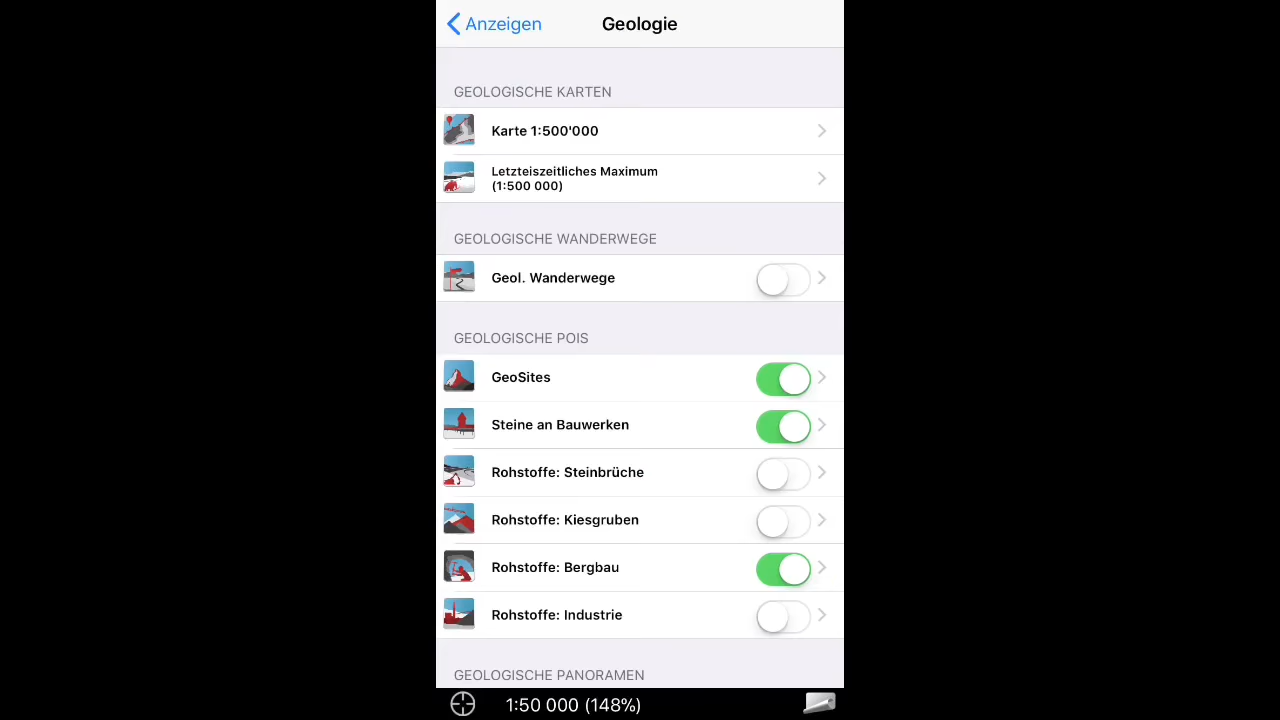 Anzeigen
Geologie
GEOLOGISCHE KARTEN
Karte 1:500'000
Letzteiszeitliches Maximum
(1:500 000)
GEOLOGISCHE WANDERWEGE
Geol. Wanderwege
GEOLOGISCHE POIS
GeoSites
Steine an Bauwerken
Rohstoffe: Steinbrüche
Rohstoffe: Kiesgruben
Rohstoffe: Bergbau
Rohstoffe: Industrie
GEOLOGISCHE PANORAMEN
1:50 000 (148%)